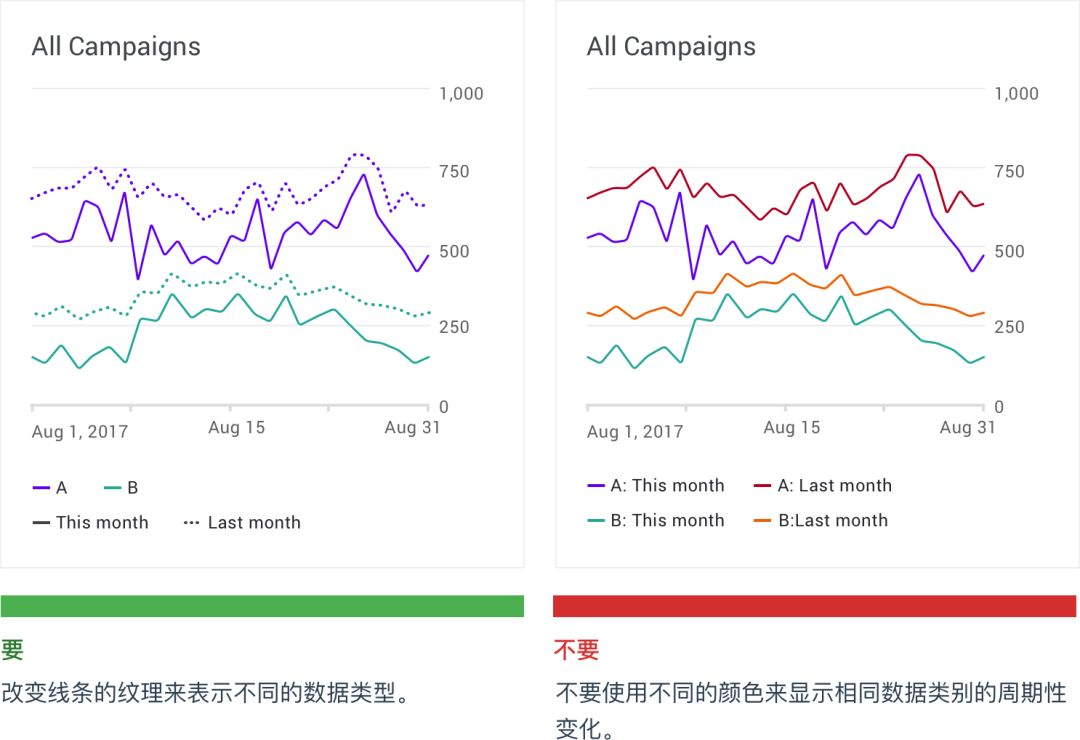 All Campaigns
1,000
750
500
250
0
Aug 1, 2017
Aug 15
Aug 31
A
B
This month
Last month
要
改变线条的纹理来表示不同的数据类型。
All Campaigns
1,000
750
500
250
0
Aug 1, 2017
Aug 15
Aug 31
A: This month
A: Last month
B: This month
B:Last month
不要
不要使用不同的颜色来显示相同数据类别的周期性
变化。